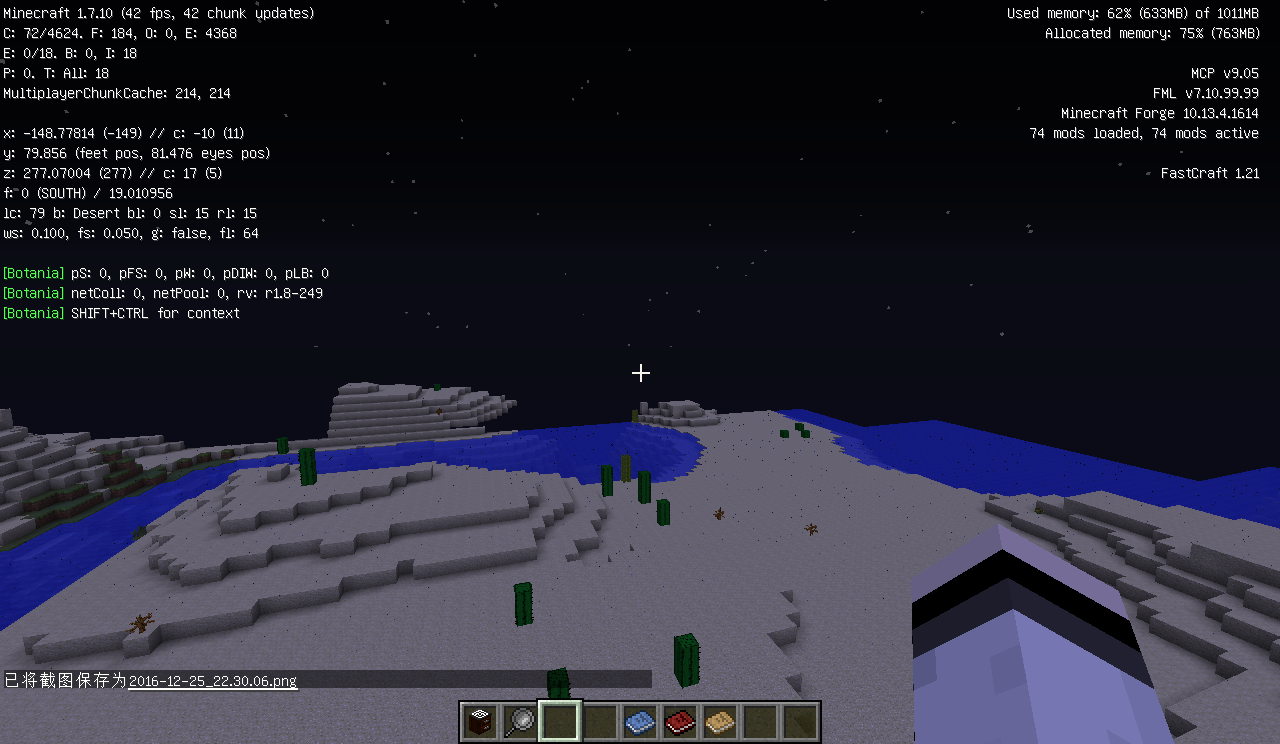 Minecraft 1.7.10 (42 fps, 42 chunk updates)
C: 72/4624. F: 184, O: 0, E: 4368
E: 0/18. B: 0, I: 18
P: 0. T: All: 18
MultiplayerChunkCache: 214, 214
x: -148.77814 (-149) // c: -10 (11)
y: 79.856 (feet pos, 81.476 eyes pos)
z: 277.07004 (277) // c: 17 (5)
f: 0 (SOUTH) / 19.010956
lc: 79 b: Desert bl: 0 sl: 15 rl: 15
ws: 0.100, fs: 0.050, g: false, fl: 64
[Botania] pS: 0, pFS: 0, pW: 0, pDIW: 0, pLB: 0
[Botania] netColl: 0, netPool: 0, rv: r1.8-249
[Botania] SHIFT+CTRL for context
Used memory: 62% (633MB) of 1011MB
Allocated memory: 75% (763MB)
MCP v9.05
FML v7.10.99.99
Minecraft Forge 10.13.4.1614
74 mods loaded, 74 mods active
FastCraft 1.21
已将截图保存为2016-12-25_22.30.06.png